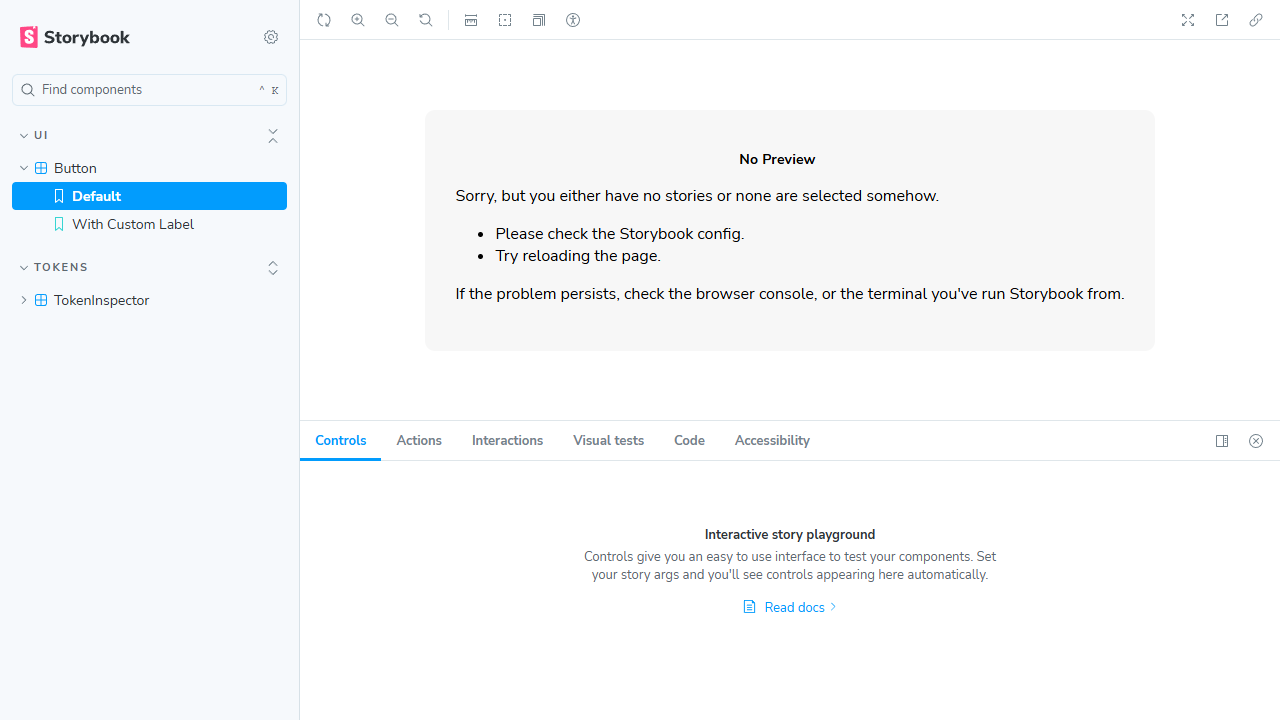 Storybook
Find components
^ K
UI
Button
Default
With Custom Label
TOKENS
TokenInspector
No Preview
Sorry, but you either have no stories or none are selected somehow.
• Please check the Storybook config.
• Try reloading the page.
If the problem persists, check the browser console, or the terminal you've run Storybook from.
Controls Actions Interactions Visual tests Code Accessibility
Interactive story playground
Controls give you an easy to use interface to test your components. Set
your story args and you'll see controls appearing here automatically.
Read docs